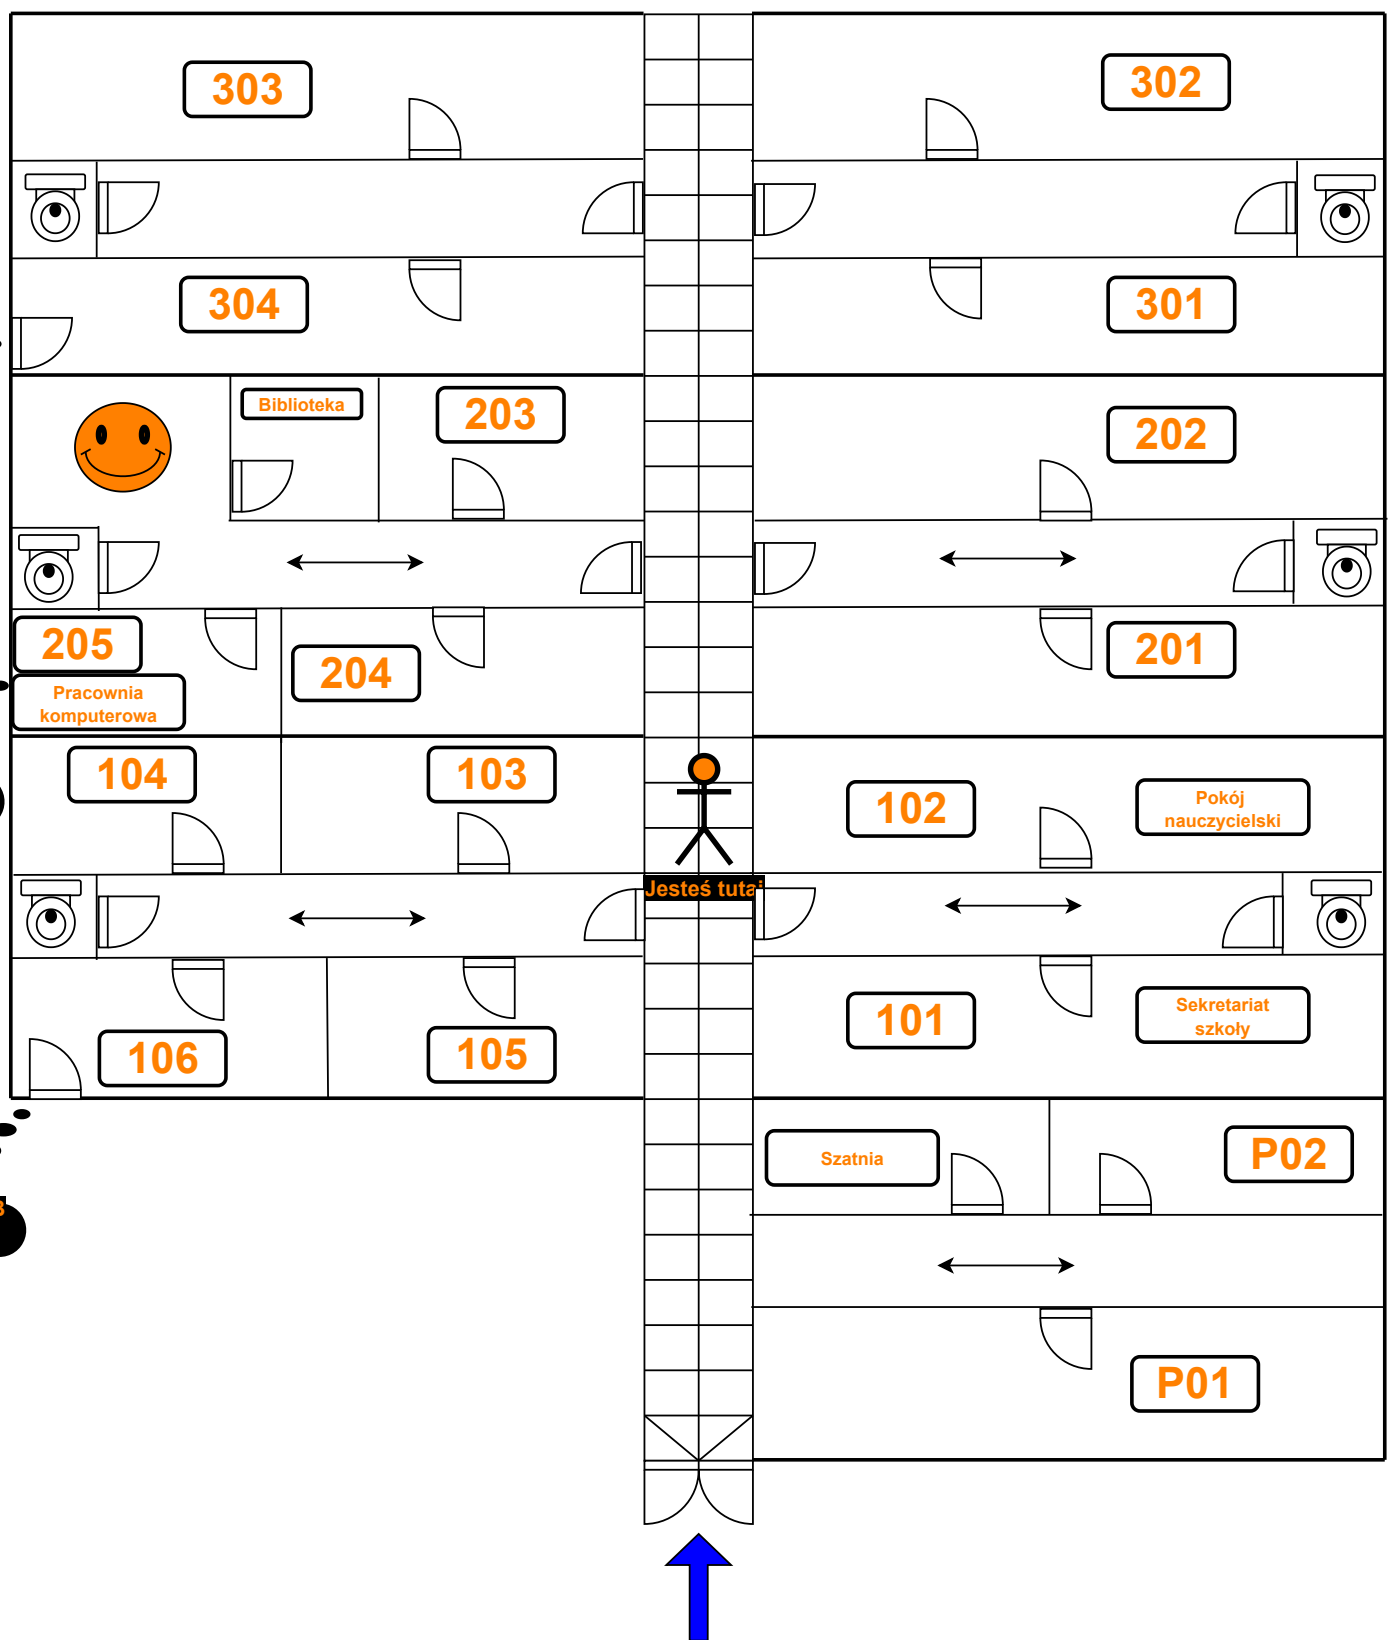 303
302
304
301
Biblioteka
203
202
205
204
201
Pracownia
komputerowa
104
103
102
Pokój
nauczycielski
Jesteś tutaj
101
Sekretariat
szkoły
106
105
Szatnia
P02
P01